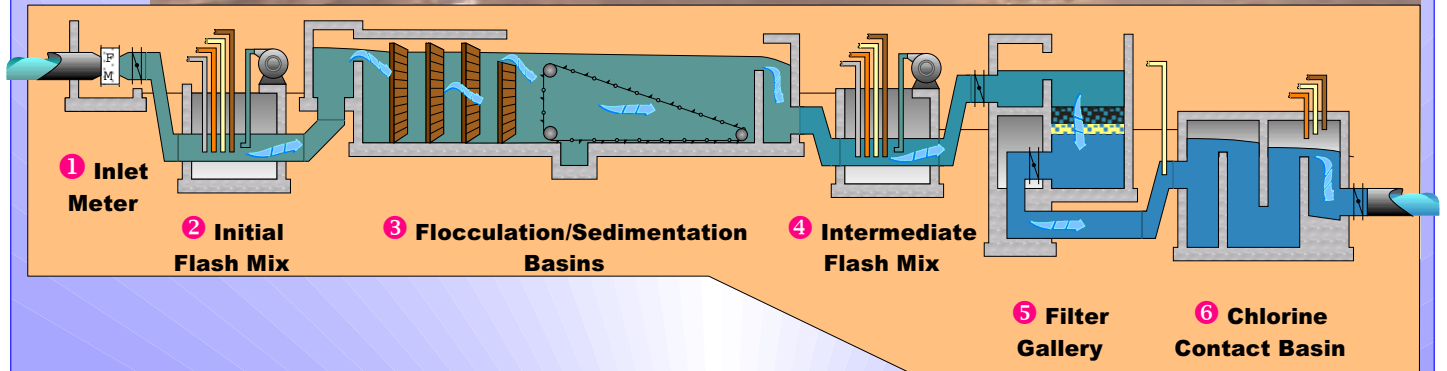 F
M
❶ Inlet
Meter
❷ Initial
Flash Mix
❸ Flocculation/Sedimentation
Basins
❹ Intermediate
Flash Mix
❺ Filter
Gallery
❻ Chlorine
Contact Basin